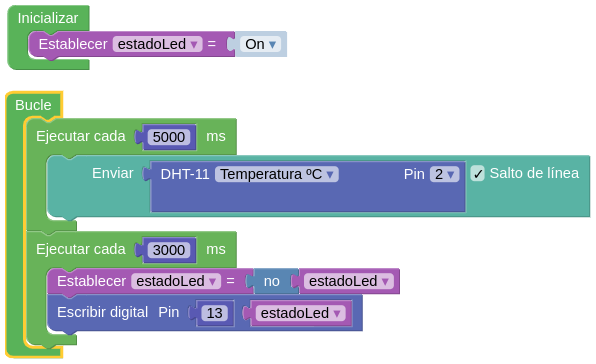 Inicializar
Establecer estadoLed ▾ = On ▾
Bucle
Ejecutar cada 5000 ms
Enviar DHT-11 Temperatura ºC ▾ Pin 2 ▾ ✓ Salto de línea
Ejecutar cada 3000 ms
Establecer estadoLed ▾ = no estadoLed ▾
Escribir digital Pin 13 estadoLed ▾